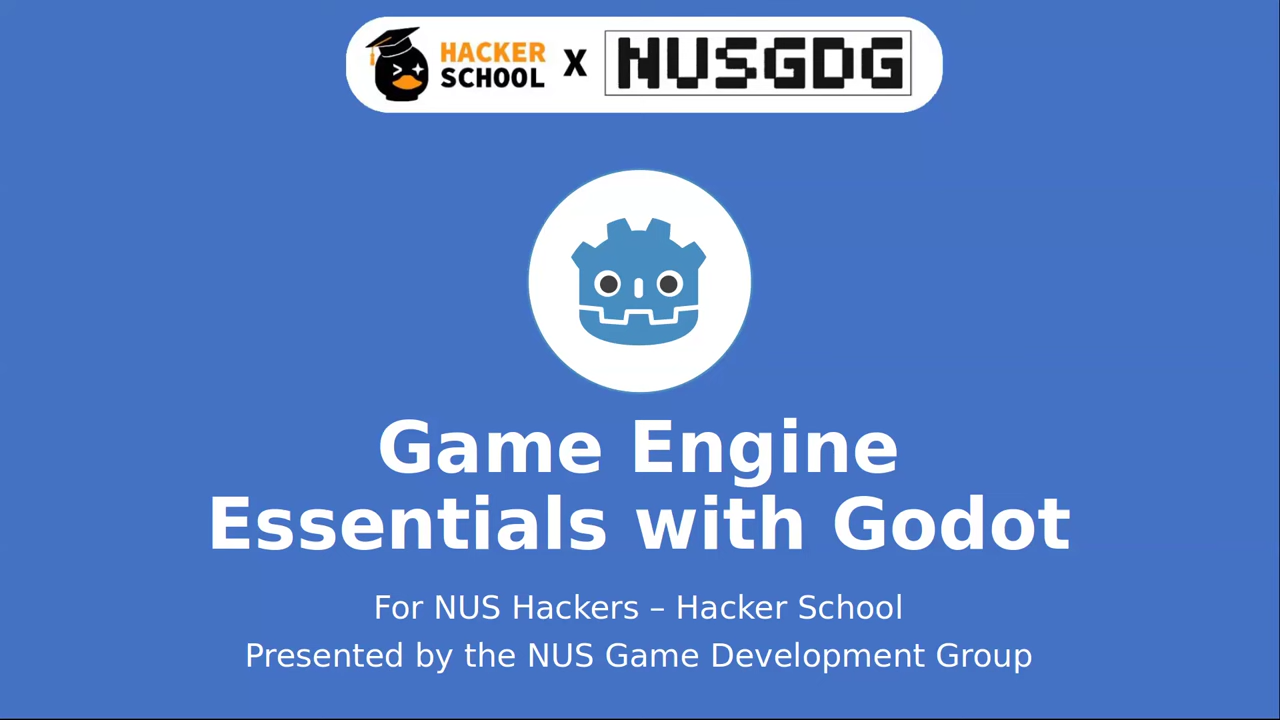 HACKER
SCHOOL
X
NUSGDG
Game Engine
Essentials with Godot
For NUS Hackers – Hacker School
Presented by the NUS Game Development Group